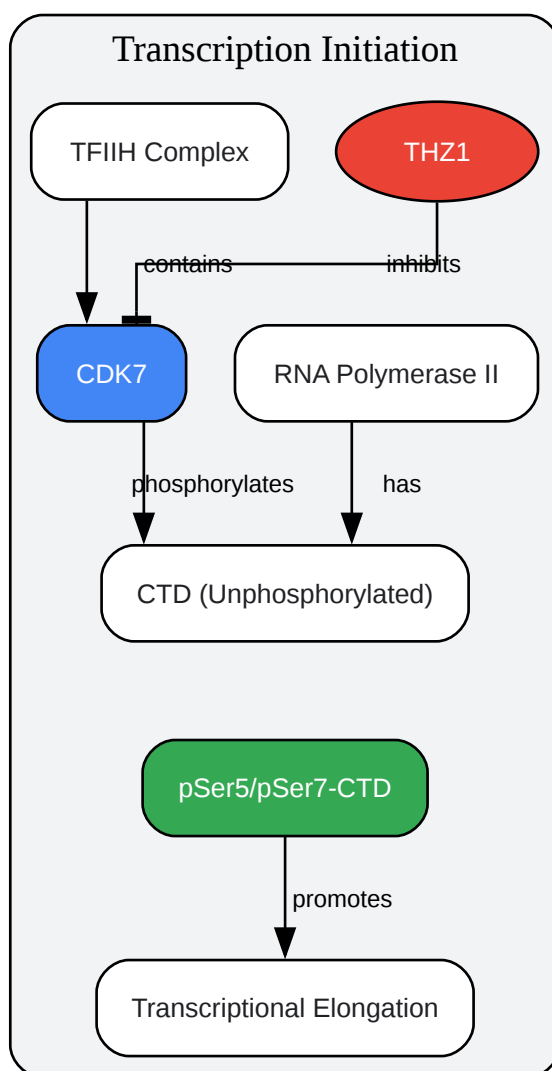 Transcription Initiation
TFIIH Complex
THZ1
contains
inhibits
CDK7
RNA Polymerase II
phosphorylates
has
CTD (Unphosphorylated)
pSer5/pSer7-CTD
promotes
Transcriptional Elongation